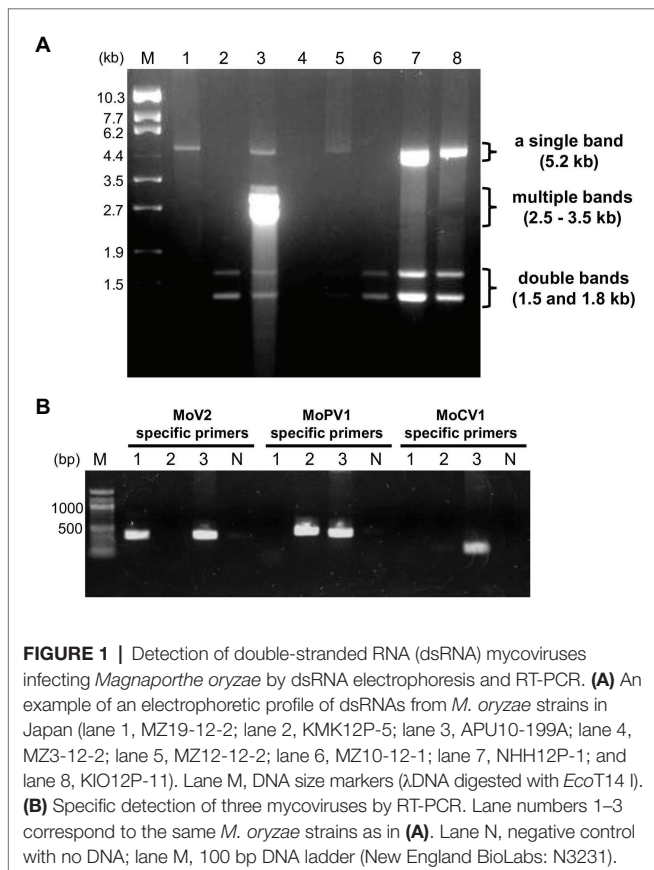 A
(kb) M 1 2 3 4 5 6 7 8
10.3
7.7
6.2
4.4
3.5
2.7
1.9
1.5
a single band
(5.2 kb)
multiple bands
(2.5 - 3.5 kb)
double bands
(1.5 and 1.8 kb)
B
MoV2 MoPV1 MoCV1
specific primers specific primers specific primers
(bp) M 1 2 3 N 1 2 3 N 1 2 3 N
1000
500
FIGURE 1 | Detection of double-stranded RNA (dsRNA) mycoviruses
infecting Magnaporthe oryzae by dsRNA electrophoresis and RT-PCR. (A) An
example of an electrophoretic profile of dsRNAs from M. oryzae strains in
Japan (lane 1, MZ19-12-2; lane 2, KMK12P-5; lane 3, APU10-199A; lane 4,
MZ3-12-2; lane 5, MZ12-12-2; lane 6, MZ10-12-1; lane 7, NHH12P-1; and
lane 8, KIO12P-11). Lane M, DNA size markers (λDNA digested with EcoT14 I).
(B) Specific detection of three mycoviruses by RT-PCR. Lane numbers 1–3
correspond to the same M. oryzae strains as in (A). Lane N, negative control
with no DNA; lane M, 100 bp DNA ladder (New England BioLabs: N3231).